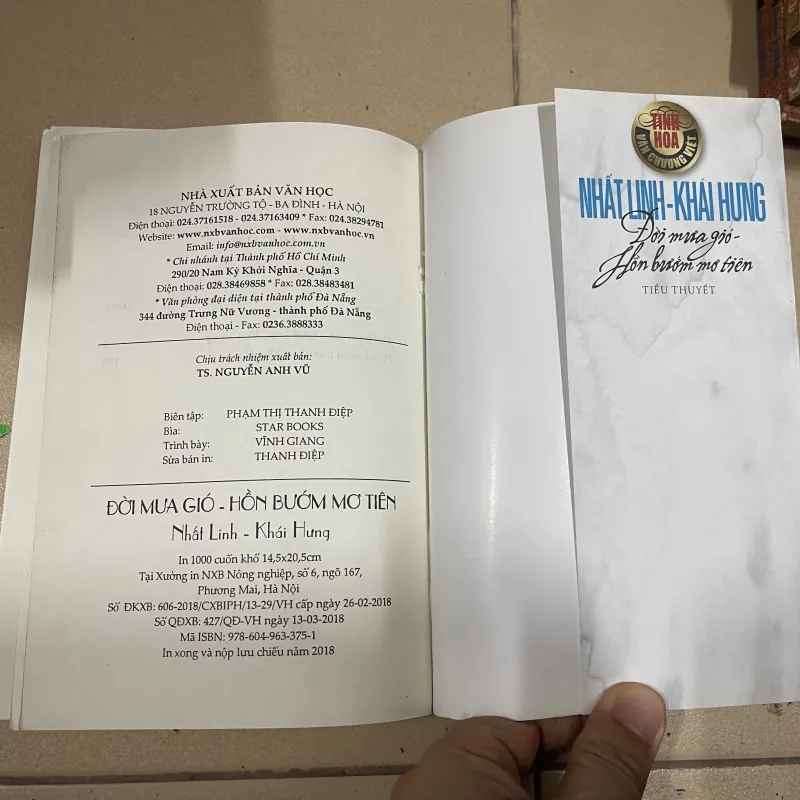 NHÀ XUẤT BẢN VĂN HỌC
18 NGUYỄN TRƯỜNG TỘ - BA ĐÌNH - HÀ NỘI
Điện thoại: 024.37161518 - 024.37163409 * Fax: 024.38294781
Website: www.nxbvanhoc.com - www.nxbvanhoc.vn
Email: info@nxbvanhoc.com.vn
* Chi nhánh tại Thành phố Hồ Chí Minh
290/20 Nam Kỳ Khởi Nghĩa - Quận 3
Điện thoại: 028.38469858 * Fax: 028.38483481
* Văn phòng đại diện tại thành phố Đà Nẵng
344 đường Trưng Nữ Vương - thành phố Đà Nẵng
Điện thoại - Fax: 0236.3888333
Chịu trách nhiệm xuất bản:
TS. NGUYỄN ANH VŨ
Biên tập: PHẠM THỊ THANH ĐIỆP
Bìa: STAR BOOKS
Trình bày: VĨNH GIANG
Sửa bản in: THANH ĐIỆP
ĐỜI MƯA GIÓ - HỒN BƯỚM MƠ TIÊN
Nhất Linh - Khái Hưng
In 1000 cuốn khổ 14,5x20,5cm
Tại Xưởng in NXB Nông nghiệp, số 6, ngõ 167,
Phương Mai, Hà Nội
Số ĐKXB: 606-2018/CXBIPH/13-29/VH cấp ngày 26-02-2018
Số QĐXB: 427/QĐ-VH ngày 13-03-2018
Mã ISBN: 978-604-963-375-1
In xong và nộp lưu chiểu năm 2018
TINH
HOA
VĂN CHƯƠNG VIỆT
NHẤT LINH-KHÁI HƯNG
Đời mưa gió -
Hồn bướm mơ tiên
TIỂU THUYẾT